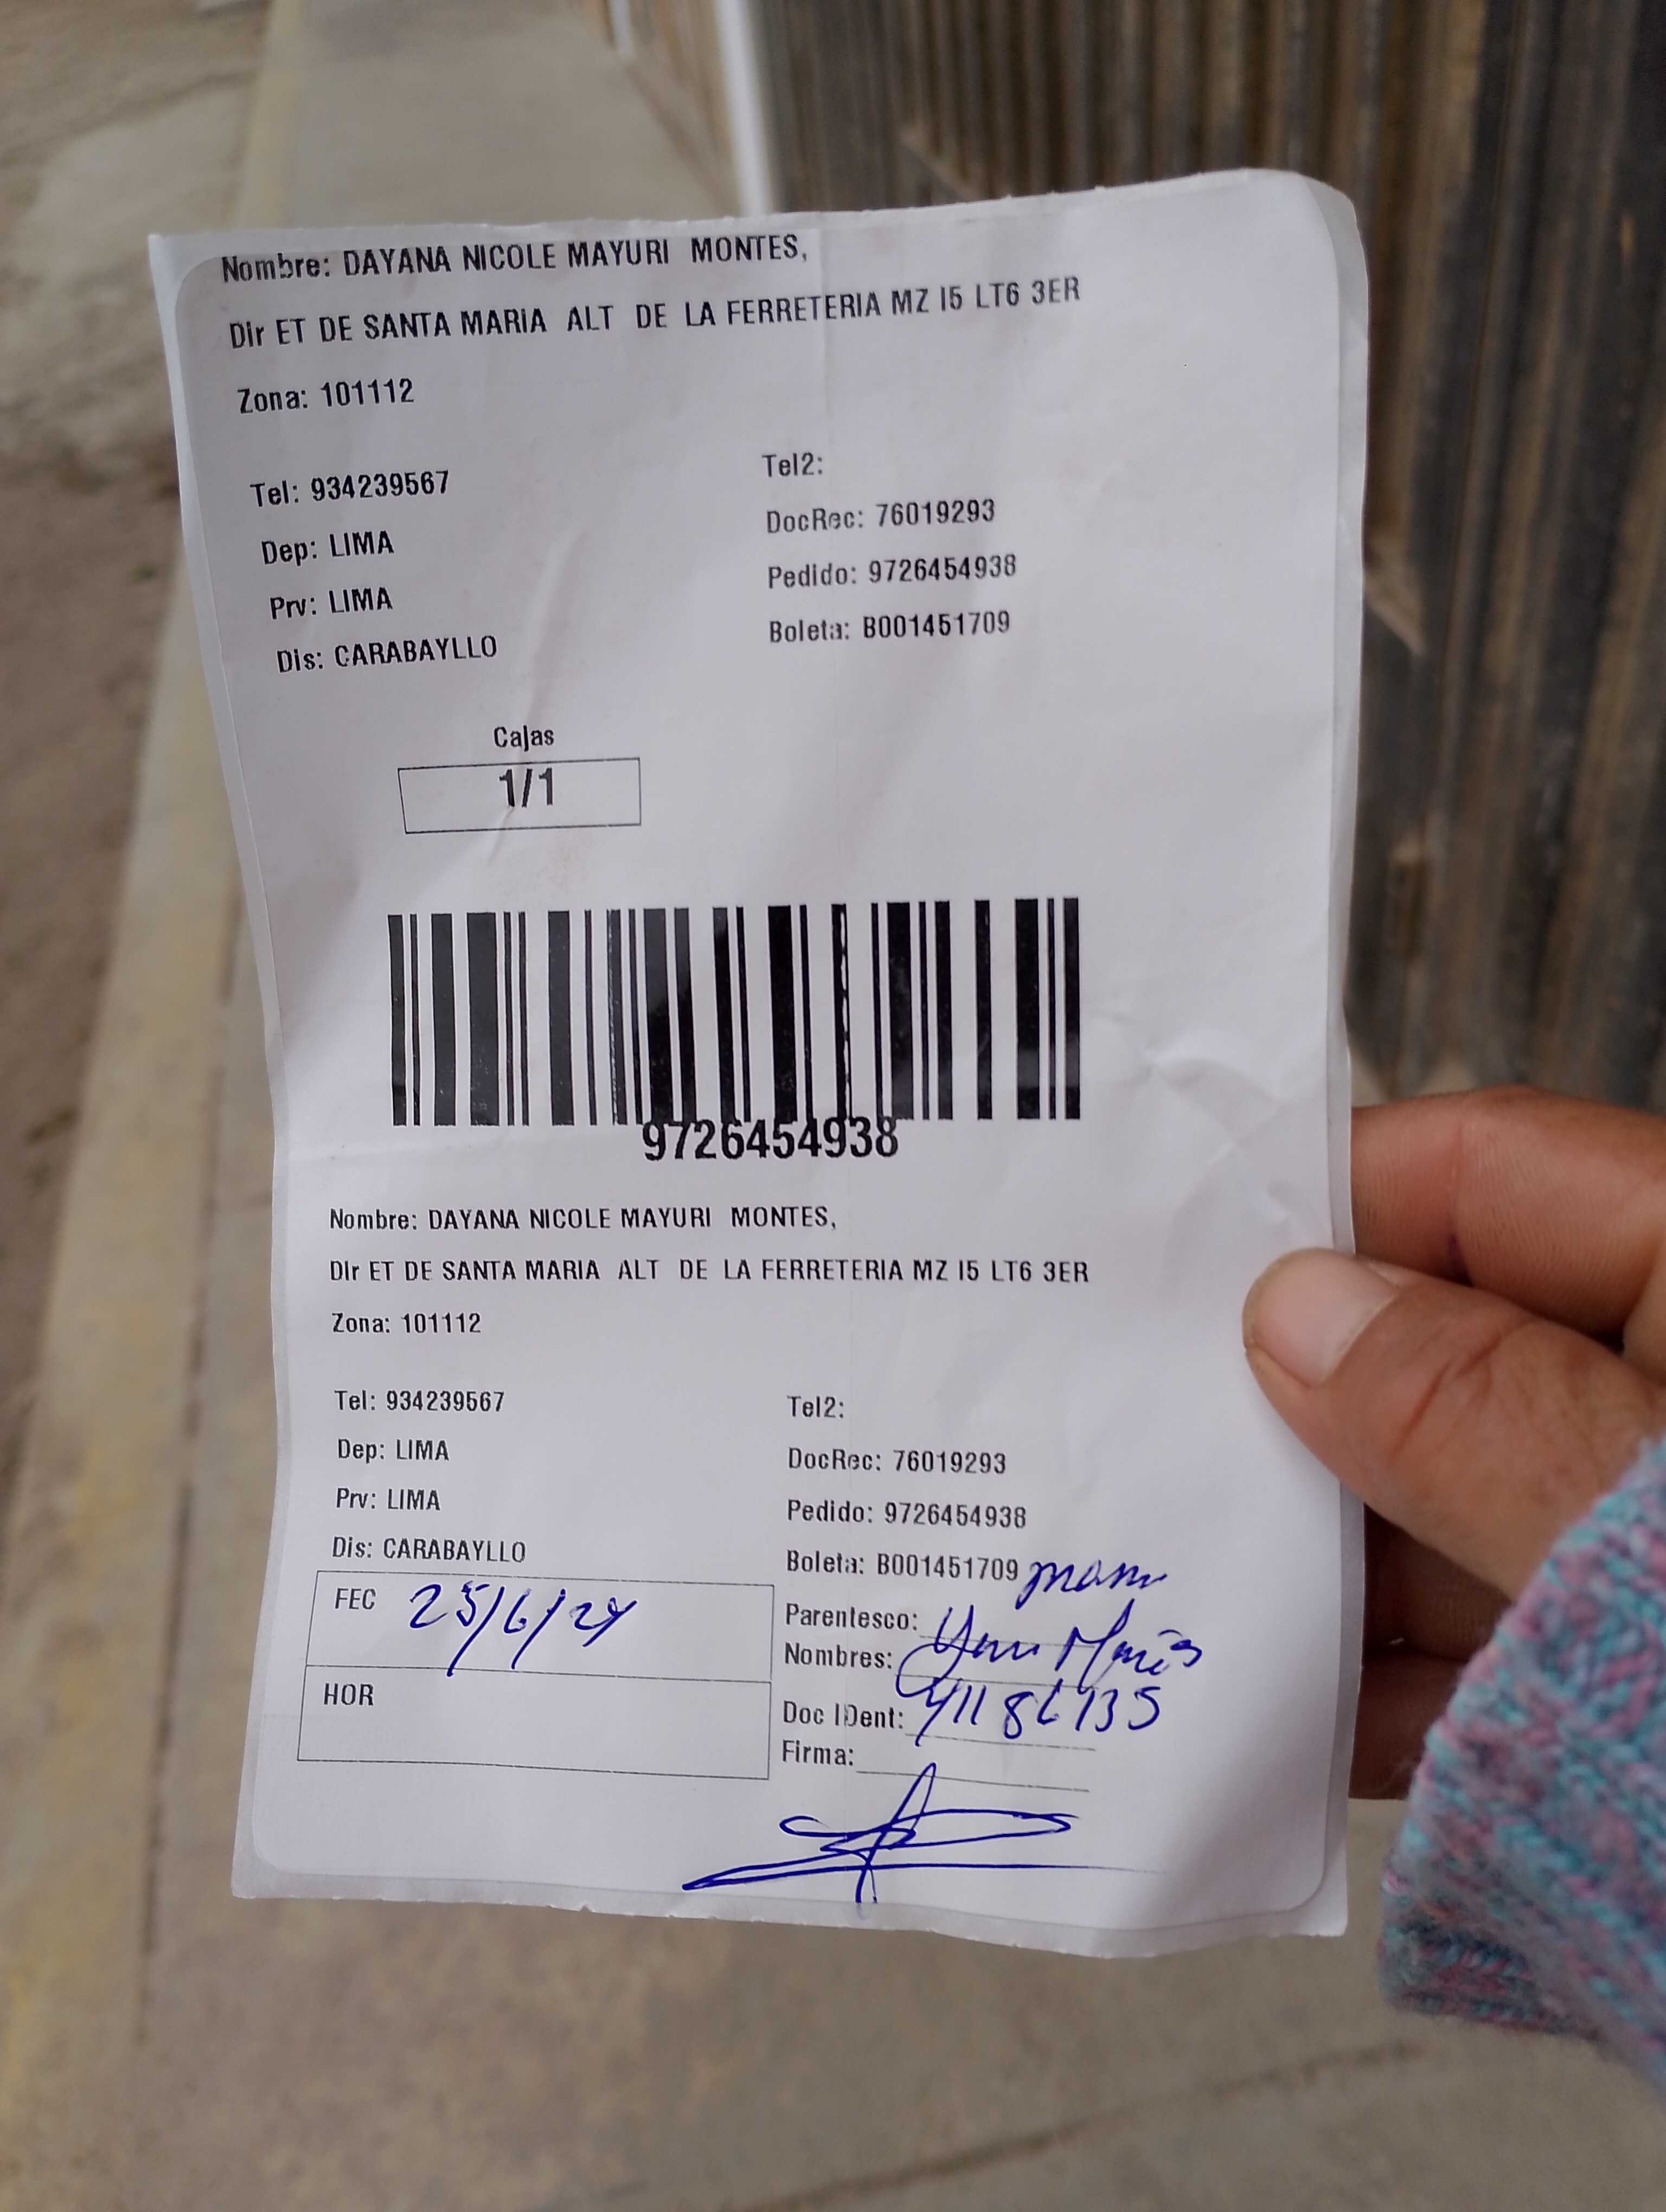 Nombre: DAYANA NICOLE MAYURI MONTES,
Dir ET DE SANTA MARIA ALT DE LA FERRETERIA MZ I5 LT6 3ER
Zona: 101112
Tel: 934239567
Tel2:
Dep: LIMA
DocRec: 76019293
Prv: LIMA
Pedido: 9726454938
Dis: CARABAYLLO
Boleta: B001451709
Cajas
1/1
9726454938
Nombre: DAYANA NICOLE MAYURI MONTES,
Dir ET DE SANTA MARIA ALT DE LA FERRETERIA MZ I5 LT6 3ER
Zona: 101112
Tel: 934239567
Tel2:
Dep: LIMA
DocRec: 76019293
Prv: LIMA
Pedido: 9726454938
Dis: CARABAYLLO
Boleta: B001451709
FEC 25/6/24
Parentesco:
Nombres:
HOR
Doc IDent:
Firma: